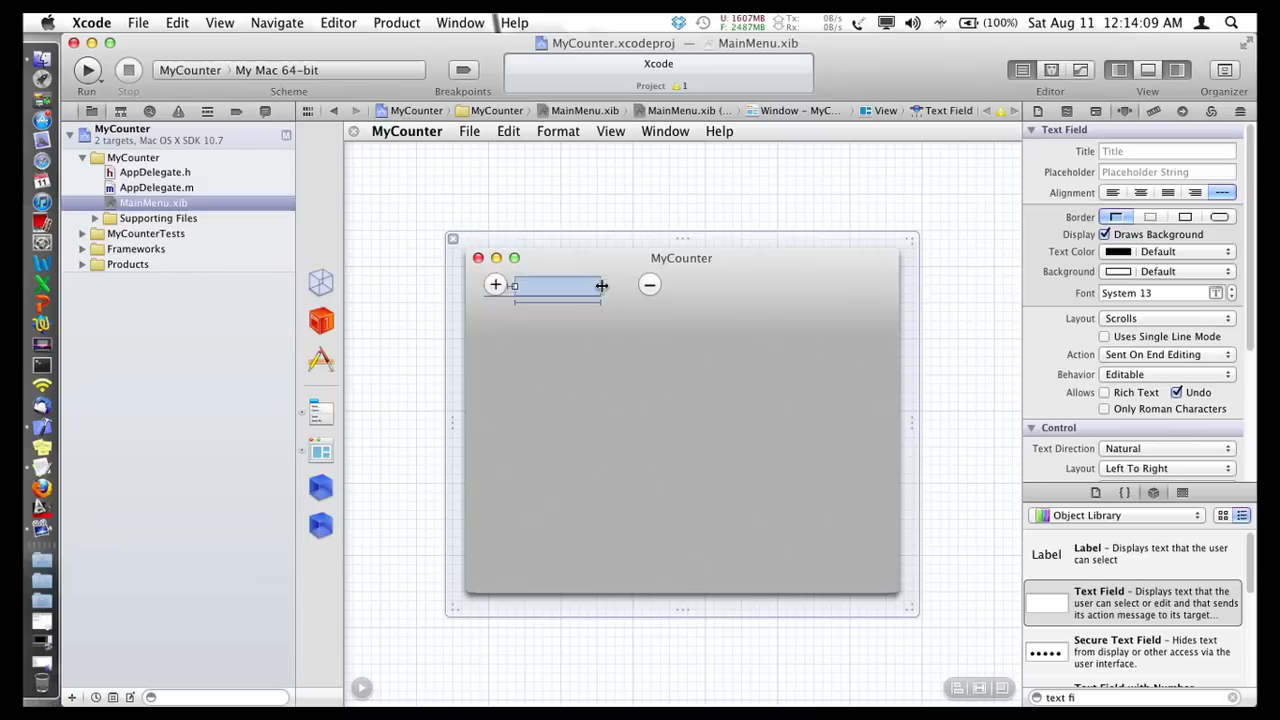 Xcode File Edit View Navigate Editor Product Window Help
U: 1607MB
F: 2487MB
Tx: 0B/s
Rx: 0B/s
(100%) Sat Aug 11 12:14:09 AM
MyCounter.xcodeproj — MainMenu.xib
MyCounter My Mac 64-bit
Xcode
Project 1
Run Stop Scheme Breakpoints Editor View Organizer
MyCounter MyCounter MainMenu.xib MainMenu.xib (... Window – MyC... View Text Field
MyCounter
2 targets, Mac OS X SDK 10.7
M
MyCounter
h AppDelegate.h
m AppDelegate.m
MainMenu.xib
Supporting Files
MyCounterTests
Frameworks
Products
MyCounter File Edit Format View Window Help
MyCounter
Text Field
Title Title
Placeholder Placeholder String
Alignment
Border
Display Draws Background
Text Color Default
Background Default
Font System 13
Layout Scrolls
Uses Single Line Mode
Action Sent On End Editing
Behavior Editable
Allows Rich Text Undo
Only Roman Characters
Control
Text Direction Natural
Layout Left To Right
Object Library
Label
Label – Displays text that the user
can select
Text Field – Displays text that the
user can select or edit and that sends
its action message to its target...
Secure Text Field – Hides text
from display or other access via the
user interface.
Text Field with Number
text fi